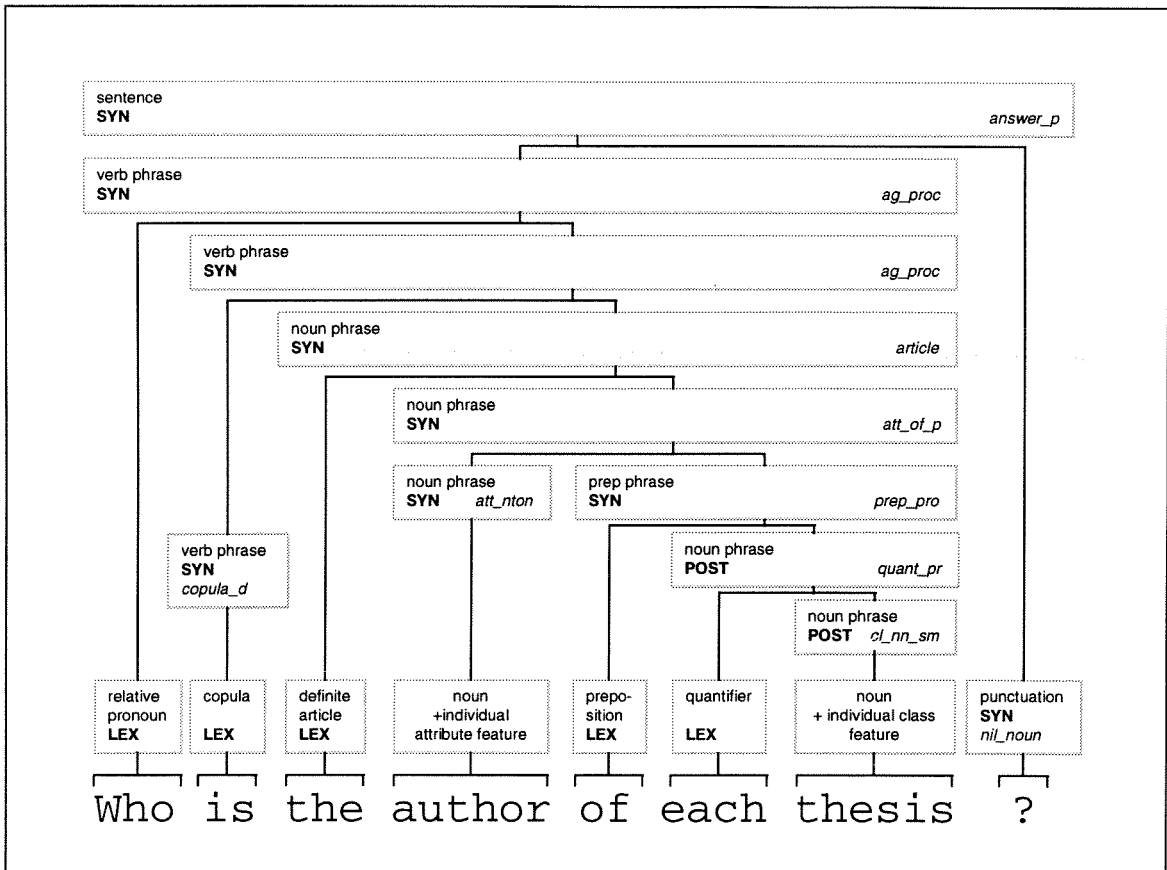 sentence
SYN answer_p
verb phrase
SYN ag_proc
verb phrase
SYN ag_proc
noun phrase
SYN article
noun phrase
SYN att_of_p
noun phrase
SYN att_nton
prep phrase
SYN prep_pro
verb phrase
SYN
copula_d
noun phrase
POST quant_pr
noun phrase
POST cl_nn_sm
relative
pronoun
LEX
copula
LEX
definite
article
LEX
noun
+individual
attribute feature
prepo-
sition
LEX
quantifier
LEX
noun
+ individual class
feature
punctuation
SYN
nil_noun
Who is the author of each thesis ?